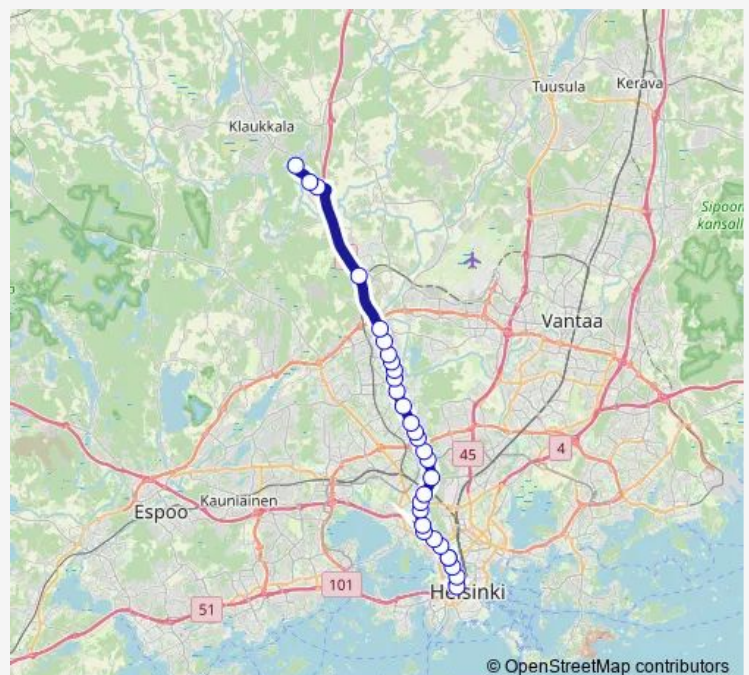 Tuusula
Kerava
Klaukkala
Sipoon
kansall
Vantaa
45
4
Espoo
Kauniainen
101
Helsinki
51
© OpenStreetMap contributors